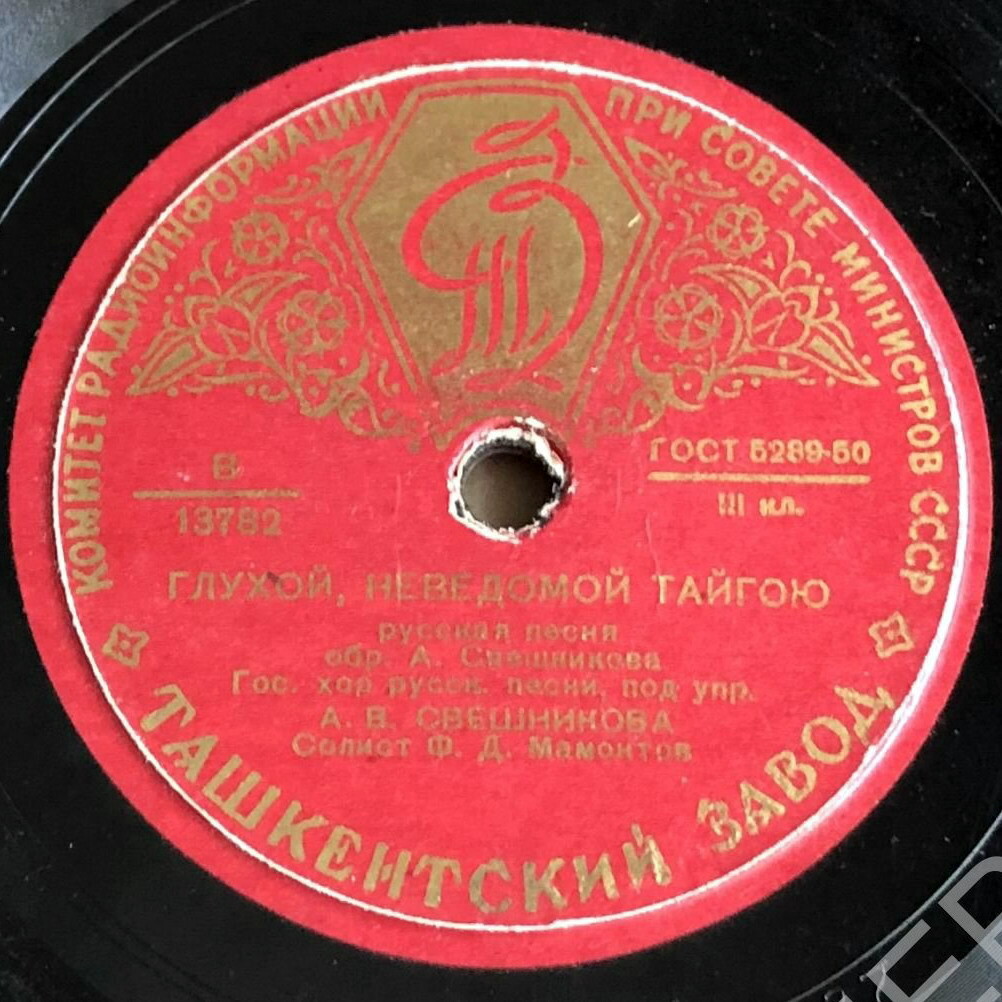 КОМИТЕТ РАДИОИНФОРМАЦИИ ПРИ СОВЕТЕ МИНИСТРОВ СССР
В
13782
ГОСТ 5289-50
III кл.
ГЛУХОЙ, НЕВЕДОМОЙ ТАЙГОЮ
русская песня
обр. А. Свешникова
Гос. хор русск. песни, под упр.
А. В. СВЕШНИКОВА
Солист Ф. Д. Мамонтов
ТАШКЕНТСКИЙ ЗАВОД